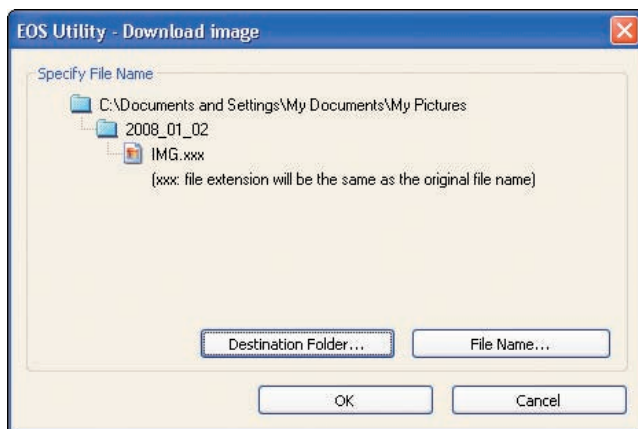 EOS Utility - Download image
Specify File Name
C:\Documents and Settings\My Documents\My Pictures
2008_01_02
IMG.xxx
(xxx: file extension will be the same as the original file name)
Destination Folder...
File Name...
OK
Cancel